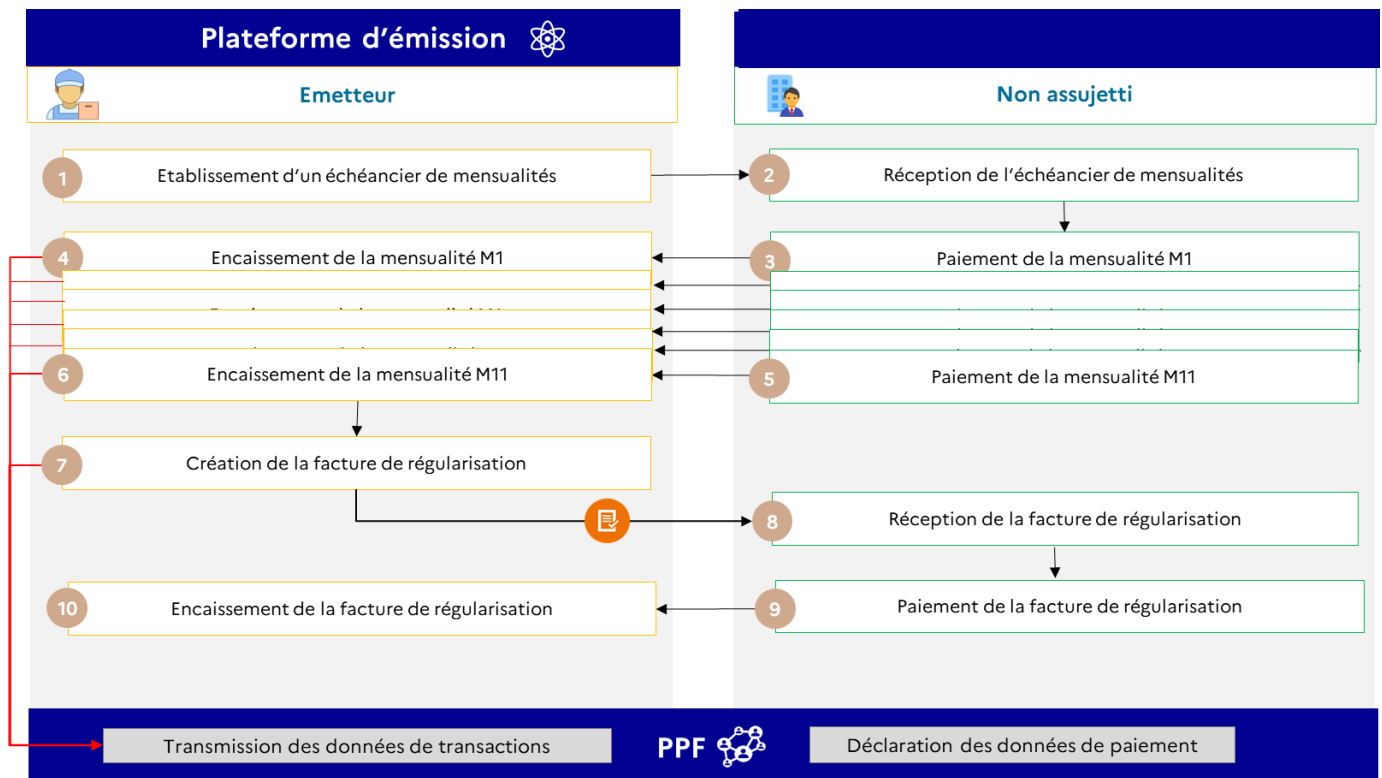 Plateforme d’émission
Emetteur
Non assujetti
1
Etablissement d’un échéancier de mensualités
2
Réception de l’échéancier de mensualités
4
Encaissement de la mensualité M1
3
Paiement de la mensualité M1
6
Encaissement de la mensualité M11
5
Paiement de la mensualité M11
7
Création de la facture de régularisation
8
Réception de la facture de régularisation
10
Encaissement de la facture de régularisation
9
Paiement de la facture de régularisation
Transmission des données de transactions
PPF
Déclaration des données de paiement